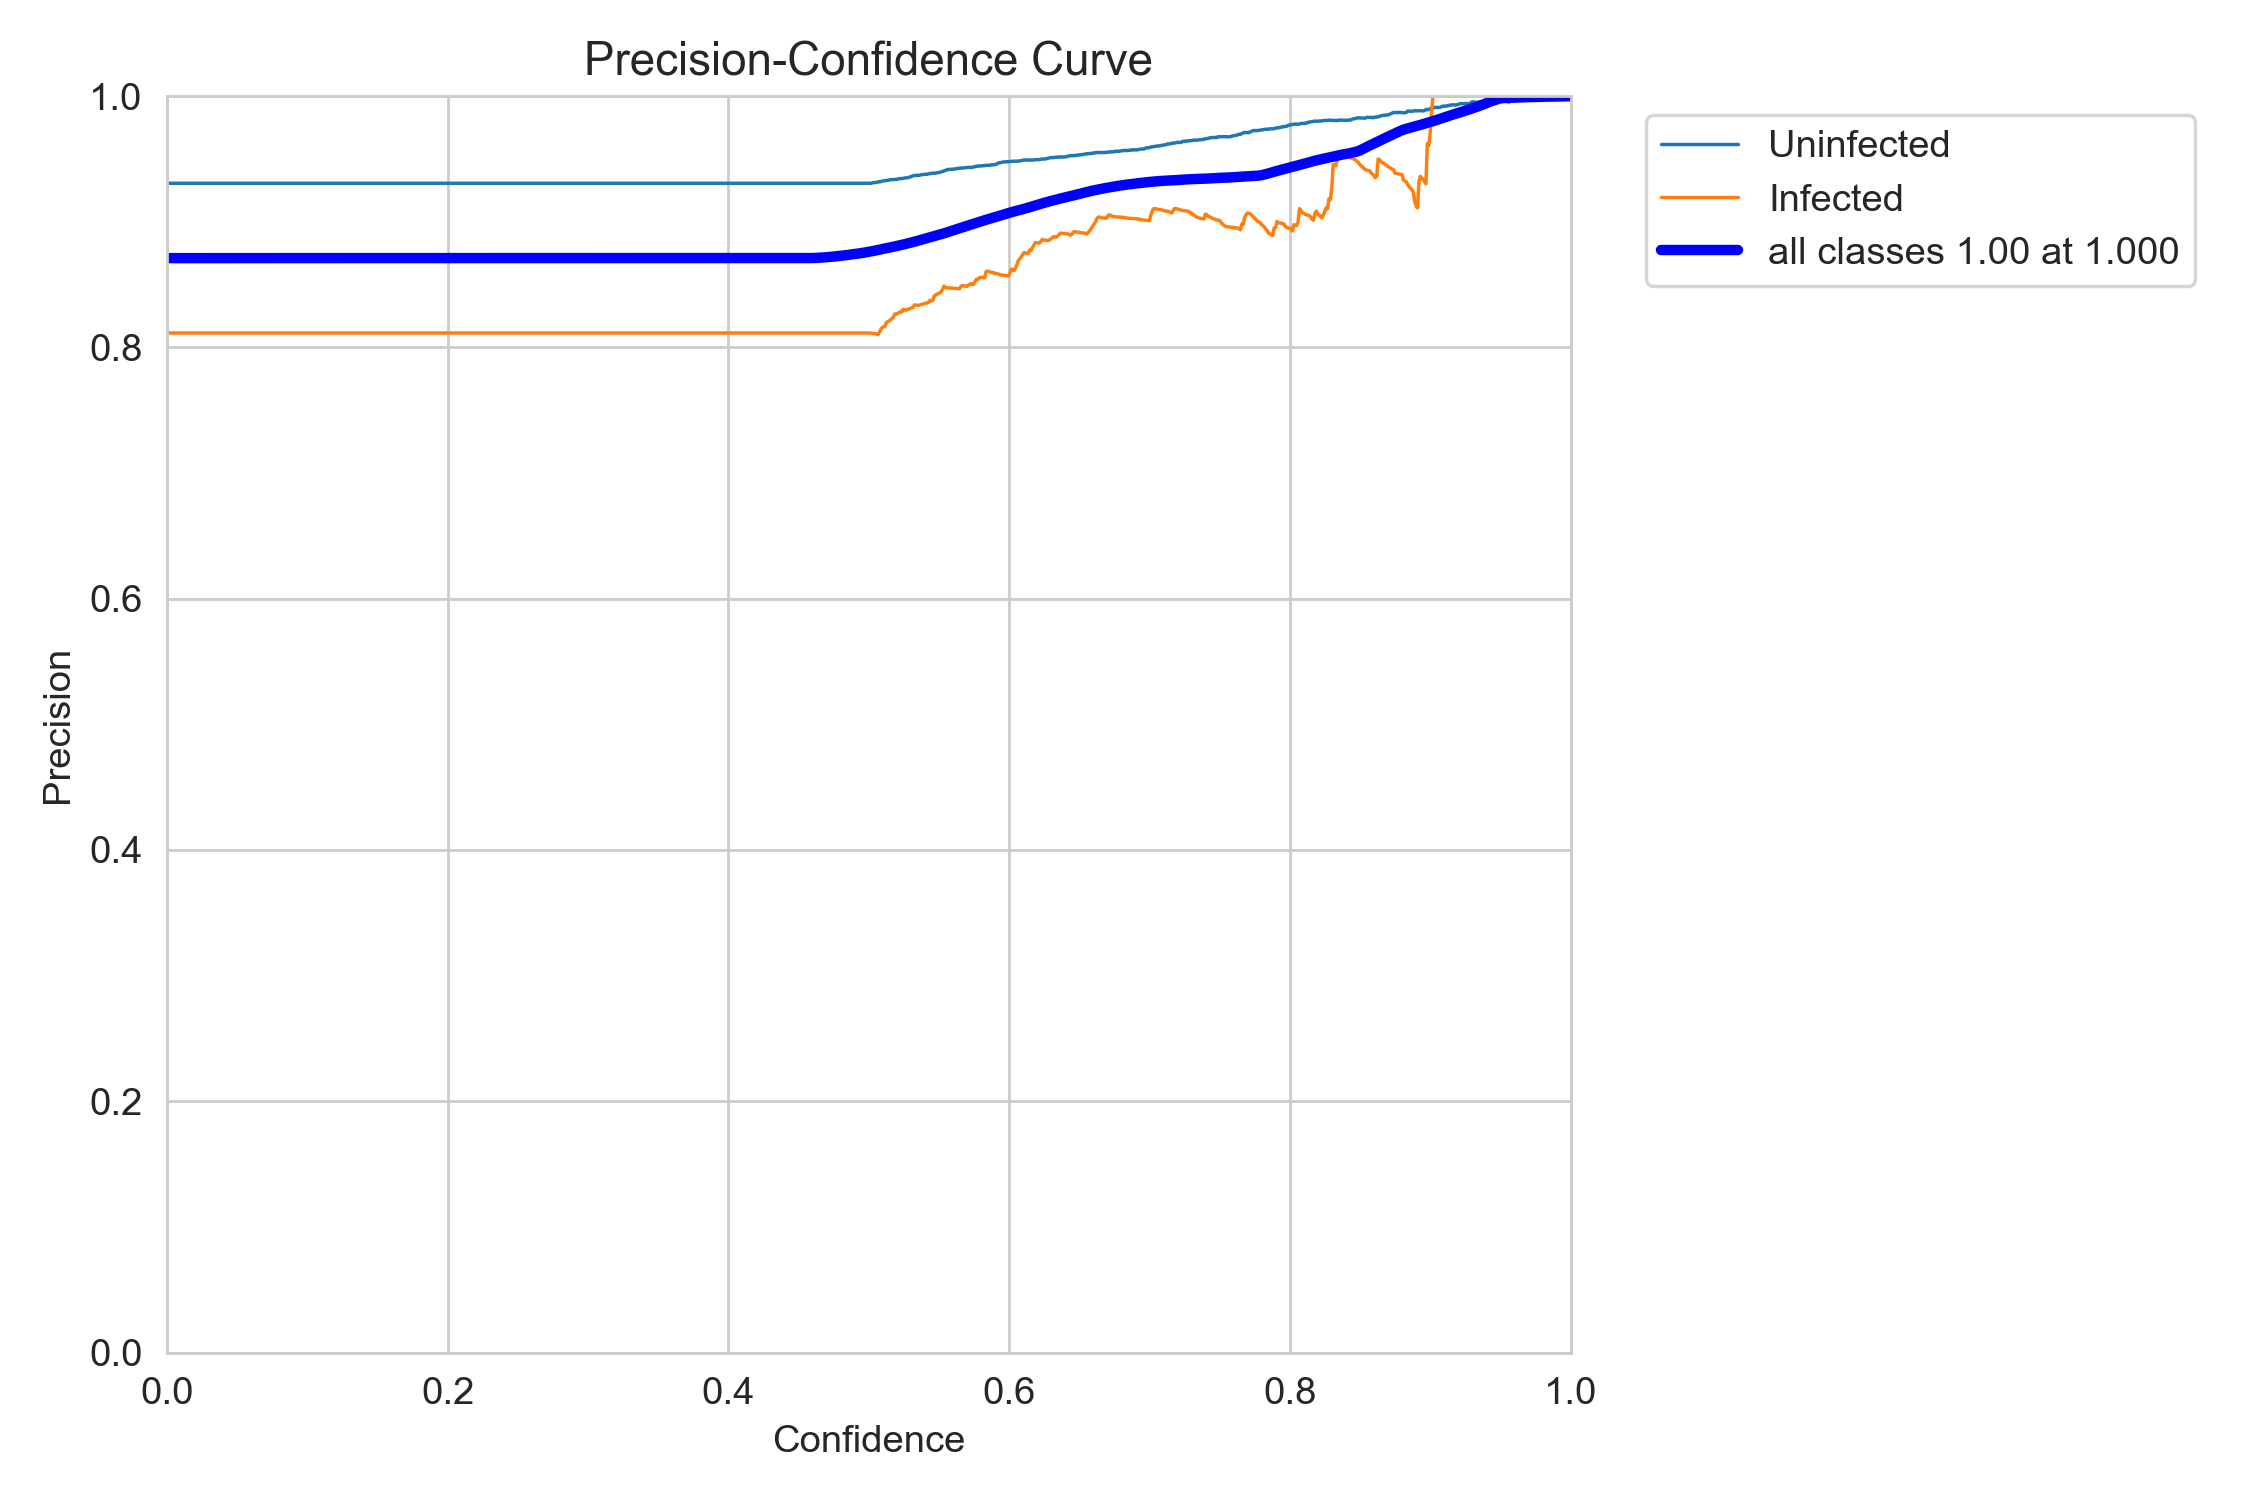 Precision-Confidence Curve
1.0
0.8
0.6
0.4
0.2
0.0
Precision
0.0 0.2 0.4 0.6 0.8 1.0
Confidence
Uninfected
Infected
all classes 1.00 at 1.000